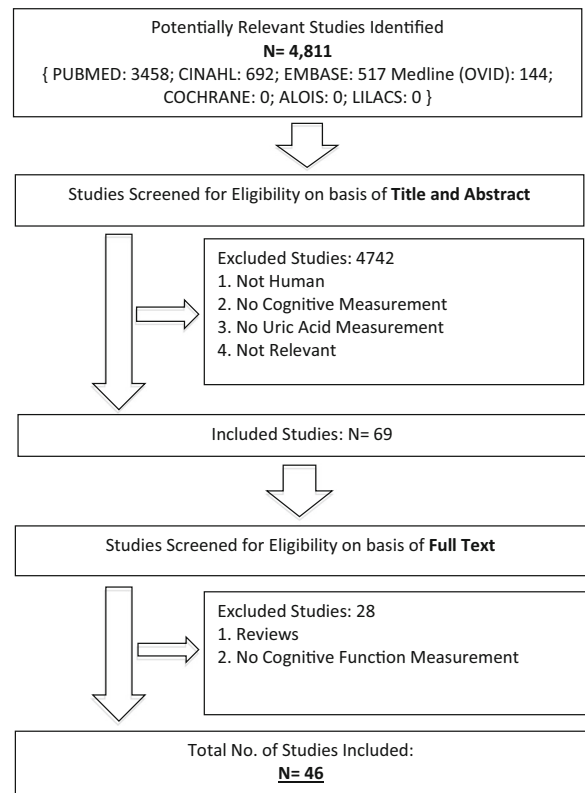 Potentially Relevant Studies Identified
N= 4,811
{ PUBMED: 3458; CINAHL: 692; EMBASE: 517 Medline (OVID): 144;
COCHRANE: 0; ALOIS: 0; LILACS: 0 }
Studies Screened for Eligibility on basis of Title and Abstract
Excluded Studies: 4742
1. Not Human
2. No Cognitive Measurement
3. No Uric Acid Measurement
4. Not Relevant
Included Studies: N= 69
Studies Screened for Eligibility on basis of Full Text
Excluded Studies: 28
1. Reviews
2. No Cognitive Function Measurement
Total No. of Studies Included:
N= 46